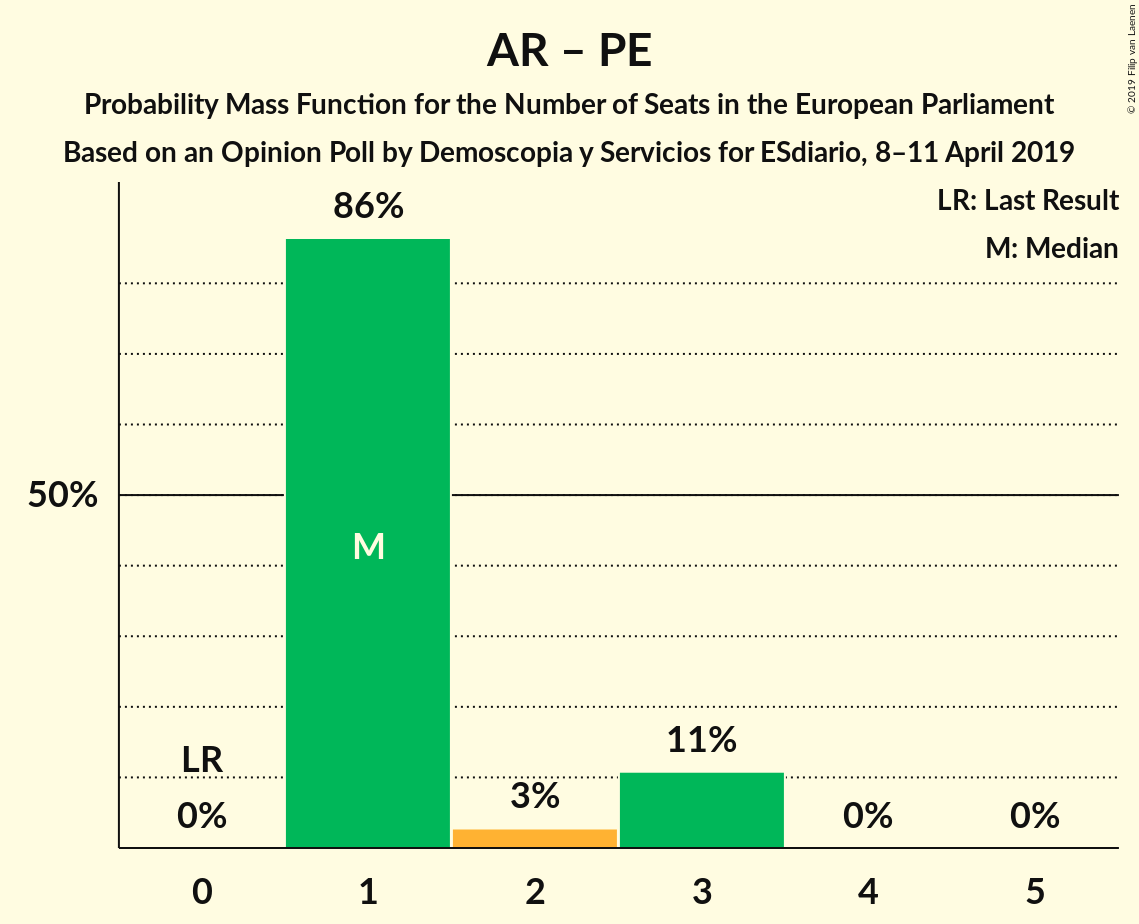 AR – PE
Probability Mass Function for the Number of Seats in the European Parliament
Based on an Opinion Poll by Demoscopia y Servicios for ESdiario, 8–11 April 2019
© 2019 Filip van Laenen
LR: Last Result
M: Median
86%
50%
M
LR
0%
3%
11%
0%
0%
0 1 2 3 4 5